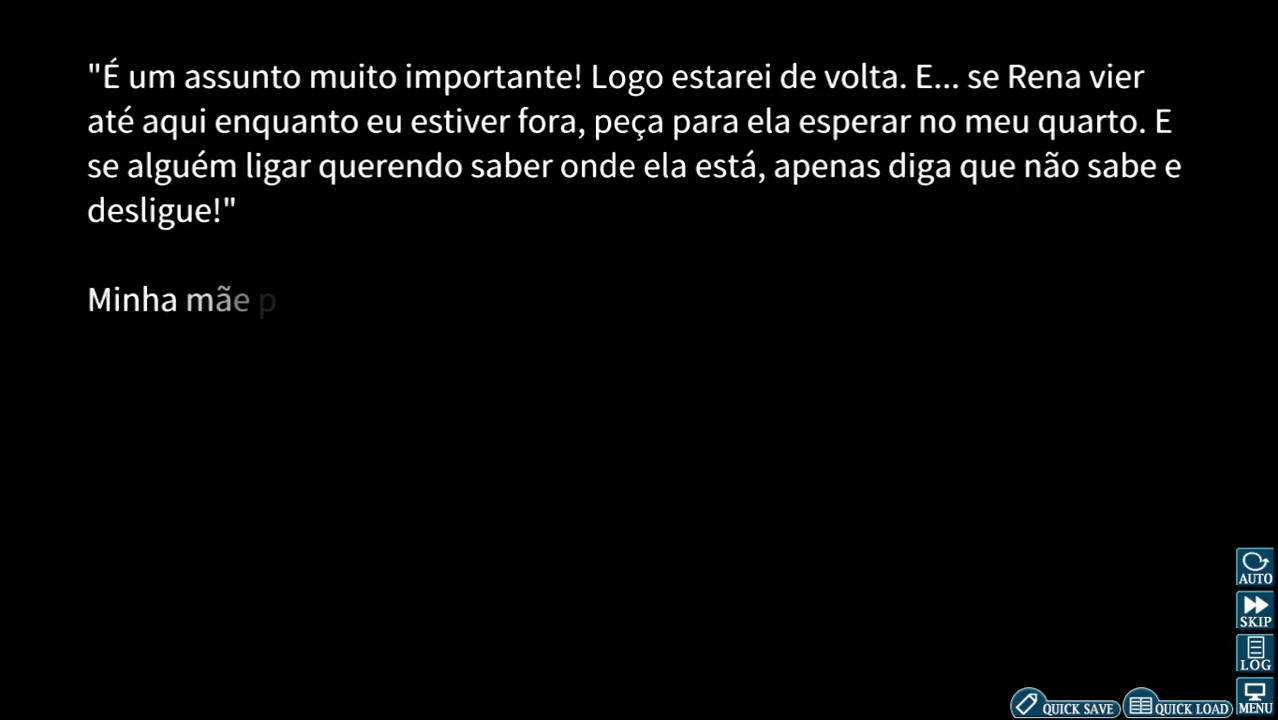 "É um assunto muito importante! Logo estarei de volta. E... se Rena vier
até aqui enquanto eu estiver fora, peça para ela esperar no meu quarto. E
se alguém ligar querendo saber onde ela está, apenas diga que não sabe e
desligue!"
Minha mãe p
AUTO
SKIP
LOG
QUICK SAVE
QUICK LOAD
MENU